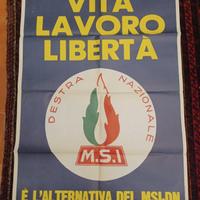 VITA
LAVORO
LIBERTÀ
DESTRA NAZIONALE
M.S.I
È L'ALTERNATIVA DEL MSI-DN